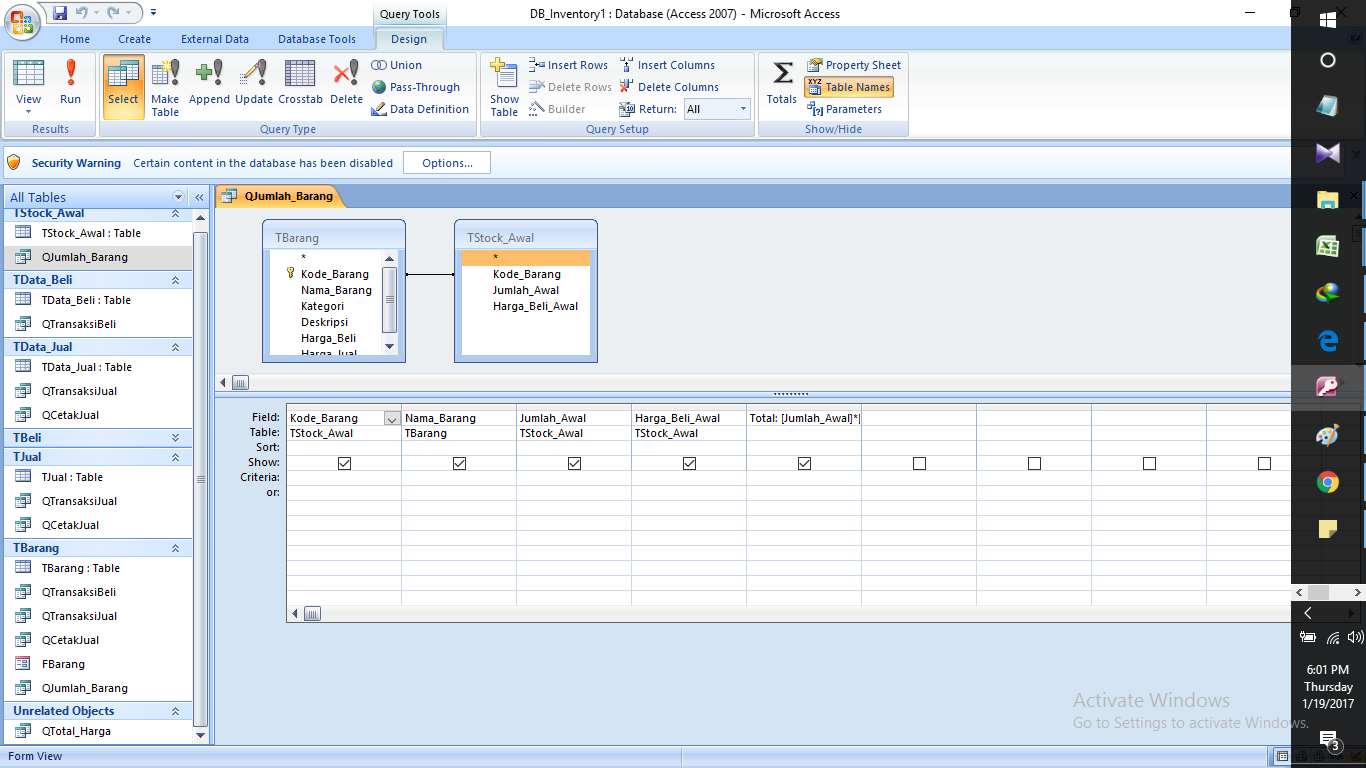 Query Tools
DB_Inventory1 : Database (Access 2007) - Microsoft Access
Home Create External Data Database Tools Design
View
Run
Results
Select
Make Table
Append
Update
Crosstab
Delete
Union
Pass-Through
Data Definition
Query Type
Show Table
Insert Rows
Delete Rows
Builder
Insert Columns
Delete Columns
Return: All
Query Setup
Totals
Property Sheet
Table Names
Parameters
Show/Hide
Security Warning Certain content in the database has been disabled Options...
All Tables
TStock_Awal
TStock_Awal : Table
QJumlah_Barang
TData_Beli
TData_Beli : Table
QTransaksiBeli
TData_Jual
TData_Jual : Table
QTransaksiJual
QCetakJual
TBeli
TJual
TJual : Table
QTransaksiJual
QCetakJual
TBarang
TBarang : Table
QTransaksiBeli
QTransaksiJual
QCetakJual
FBarang
QJumlah_Barang
Unrelated Objects
QTotal_Harga
QJumlah_Barang
TBarang
*
Kode_Barang
Nama_Barang
Kategori
Deskripsi
Harga_Beli
Harga_Jual
TStock_Awal
*
Kode_Barang
Jumlah_Awal
Harga_Beli_Awal
Field: Kode_Barang Nama_Barang Jumlah_Awal Harga_Beli_Awal Total: [Jumlah_Awal]*[
Table: TStock_Awal TBarang TStock_Awal TStock_Awal
Sort:
Show:
Criteria:
or:
Activate Windows
Go to Settings to activate Windows.
6:01 PM
Thursday
1/19/2017
3
Form View